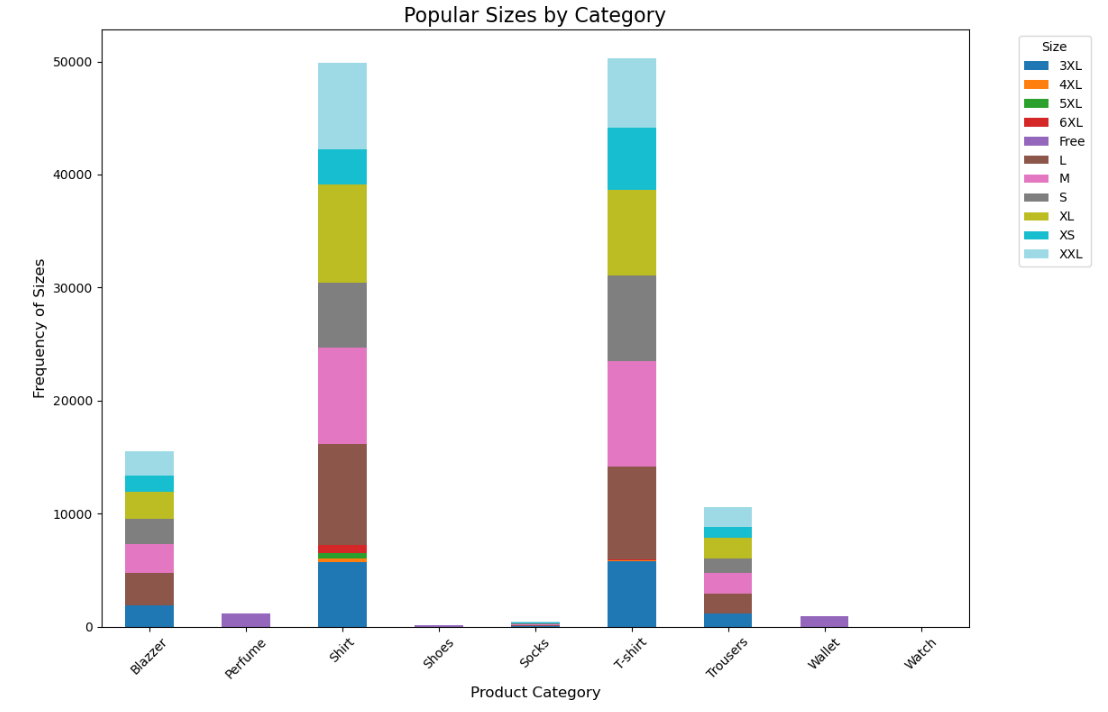 Popular Sizes by Category
Size
3XL
4XL
5XL
6XL
Free
L
M
S
XL
XS
XXL
Frequency of Sizes
50000
40000
30000
20000
10000
0
Blazzer
Perfume
Shirt
Shoes
Socks
T-shirt
Trousers
Wallet
Watch
Product Category